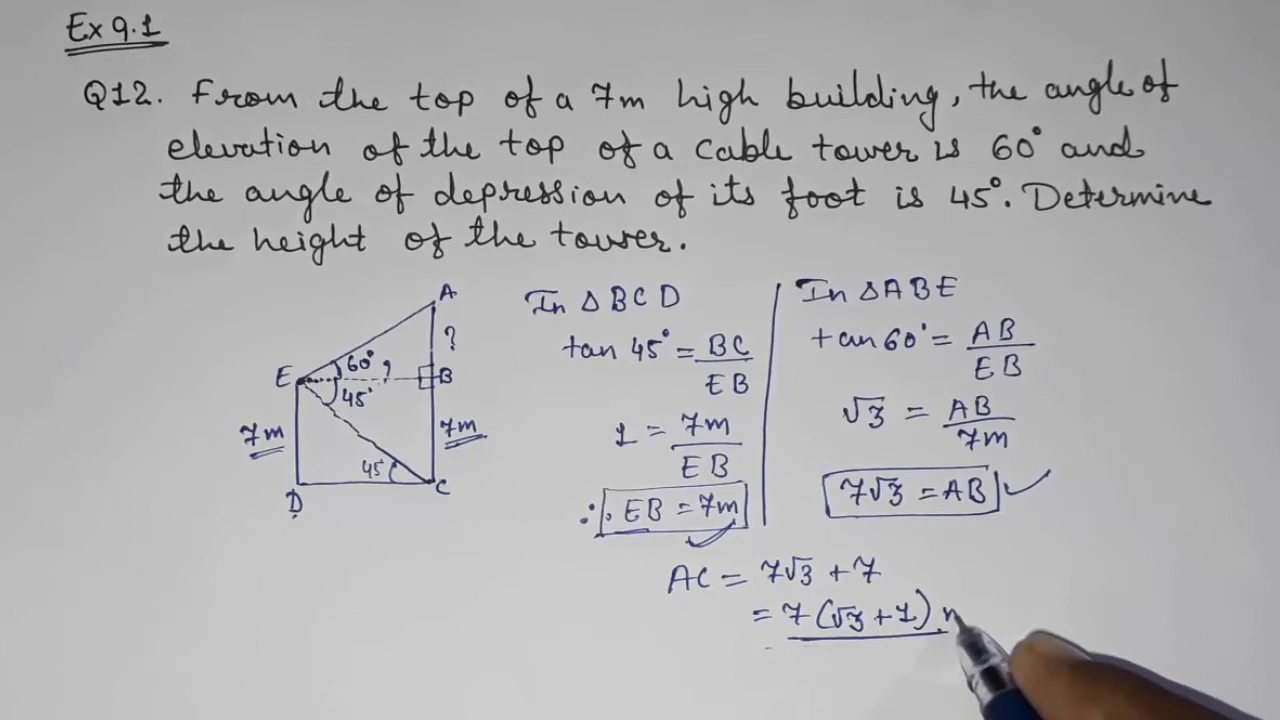 Ex 9.1
Q12. From the top of a 7m high building, the angle of
elevation of the top of a cable tower is 60° and
the angle of depression of its foot is 45°. Determine
the height of the tower.
A
?
60°
?
E
B
45°
7m
7m
45
D
C
In △ BCD
tan 45° = BC/EB
1 = 7m/EB
∴ EB = 7m
In △ABE
tan 60° = AB/EB
√3 = AB/7m
7√3 = AB
AC = 7√3 + 7
= 7(√3 + 1)